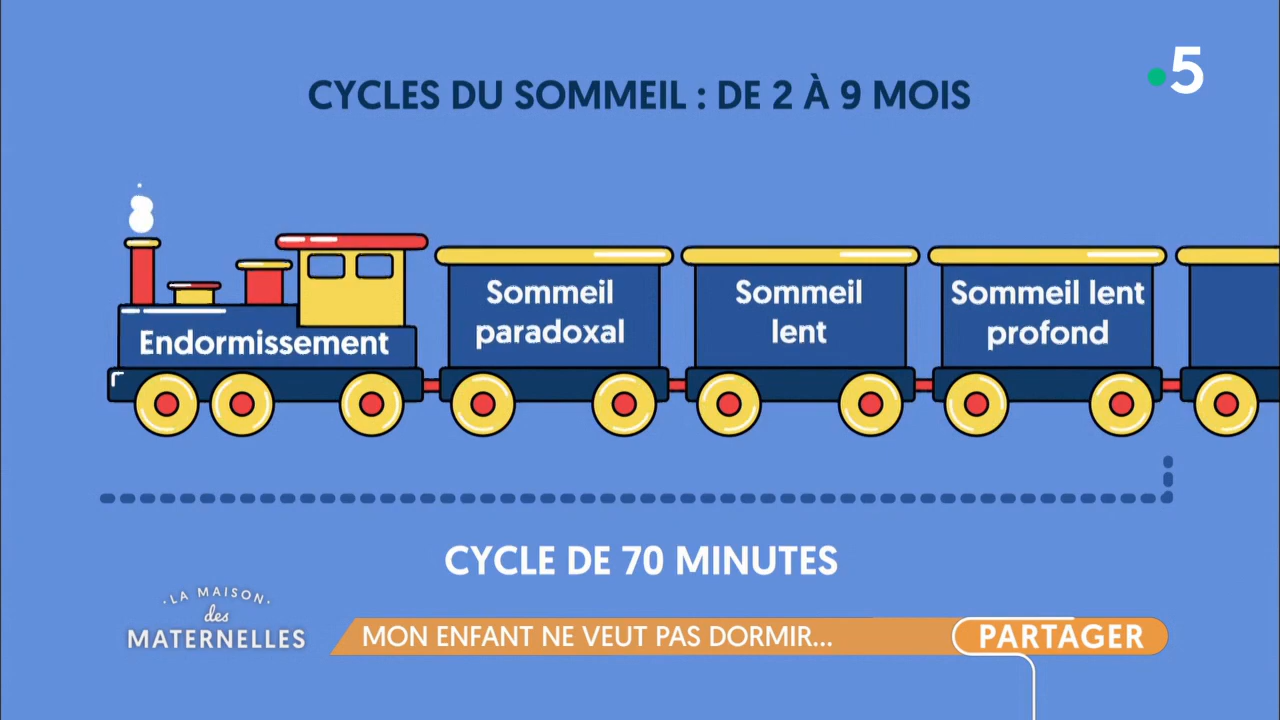 CYCLES DU SOMMEIL : DE 2 À 9 MOIS
5
Endormissement
Sommeil
paradoxal
Sommeil
lent
Sommeil lent
profond
CYCLE DE 70 MINUTES
·LA MAISON·
des
MATERNELLES
MON ENFANT NE VEUT PAS DORMIR...
PARTAGER